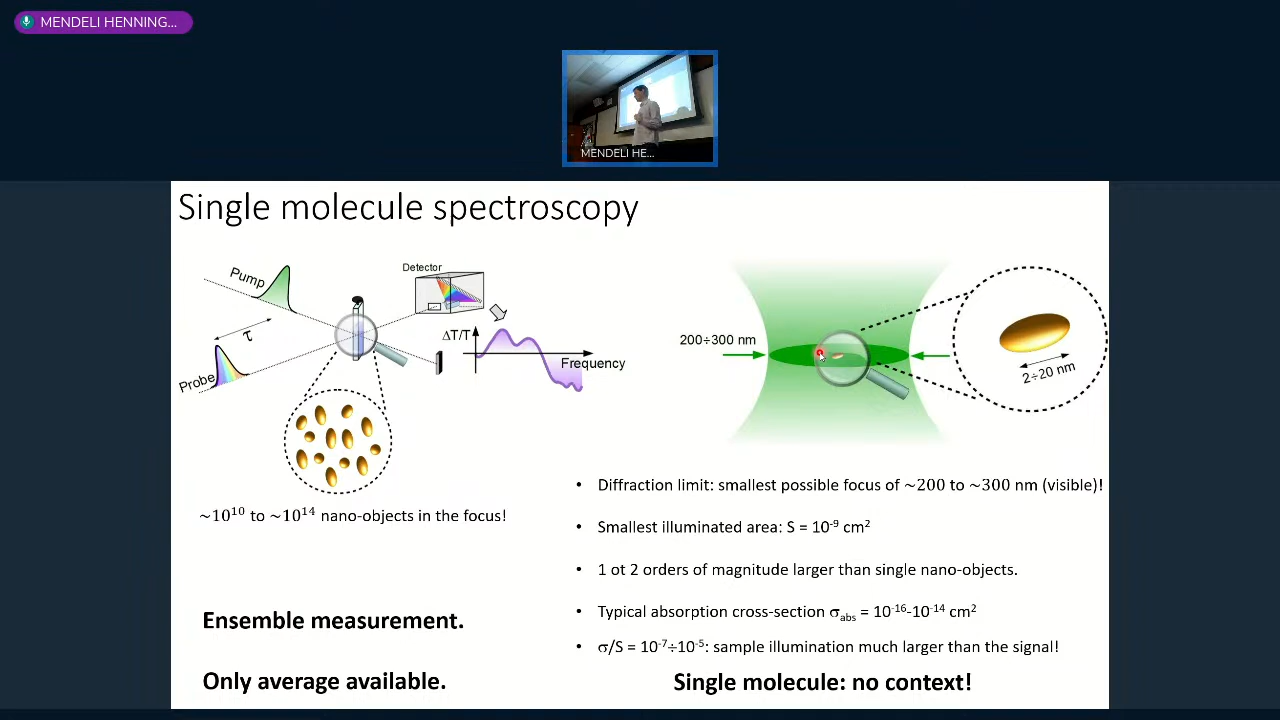 MENDELI HENNING...
MENDELI HE...
Single molecule spectroscopy
Pump
τ
Probe
Detector
ΔT/T
Frequency
~10¹⁰ to ~10¹⁴ nano-objects in the focus!
Ensemble measurement.
Only average available.
200÷300 nm
2÷20 nm
• Diffraction limit: smallest possible focus of ~200 to ~300 nm (visible)!
• Smallest illuminated area: S = 10⁻⁹ cm²
• 1 ot 2 orders of magnitude larger than single nano-objects.
• Typical absorption cross-section σabs = 10⁻¹⁶-10⁻¹⁴ cm²
• σ/S = 10⁻⁷÷10⁻⁵: sample illumination much larger than the signal!
Single molecule: no context!